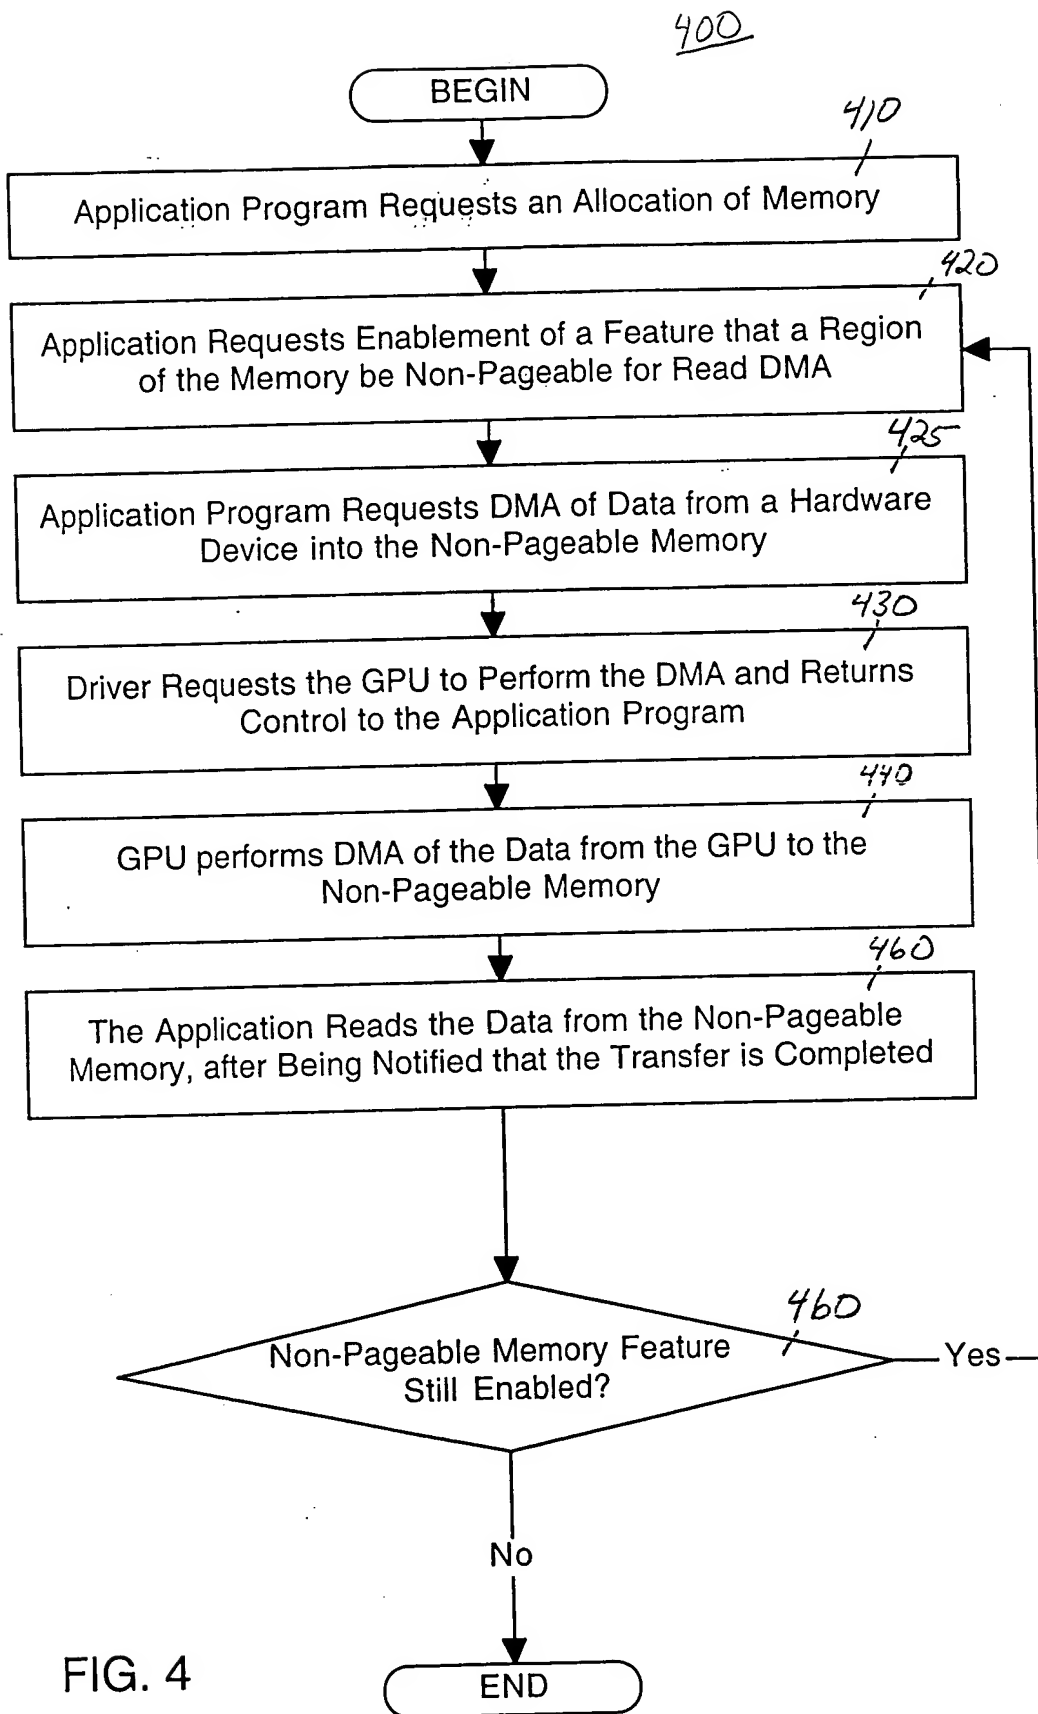 400
BEGIN
410
Application Program Requests an Allocation of Memory
420
Application Requests Enablement of a Feature that a Region
of the Memory be Non-Pageable for Read DMA
425
Application Program Requests DMA of Data from a Hardware
Device into the Non-Pageable Memory
430
Driver Requests the GPU to Perform the DMA and Returns
Control to the Application Program
440
GPU performs DMA of the Data from the GPU to the
Non-Pageable Memory
460
The Application Reads the Data from the Non-Pageable
Memory, after Being Notified that the Transfer is Completed
460
Non-Pageable Memory Feature
Still Enabled?
Yes
No
FIG. 4
END